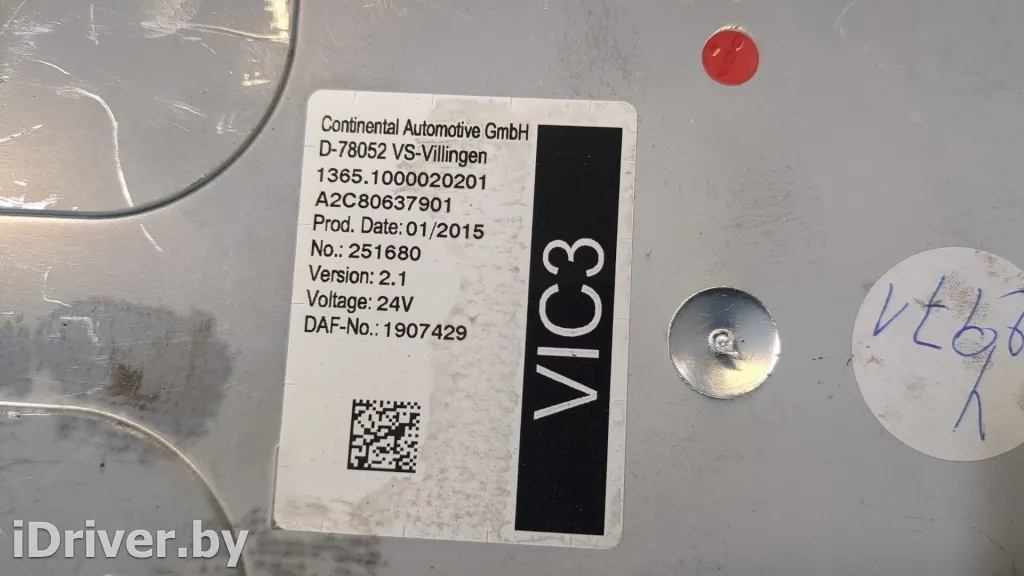 Continental Automotive GmbH
D-78052 VS-Villingen
1365.1000020201
A2C80637901
Prod. Date: 01/2015
No.: 251680
Version: 2.1
Voltage: 24V
DAF-No.: 1907429
VIC3
iDriver.by